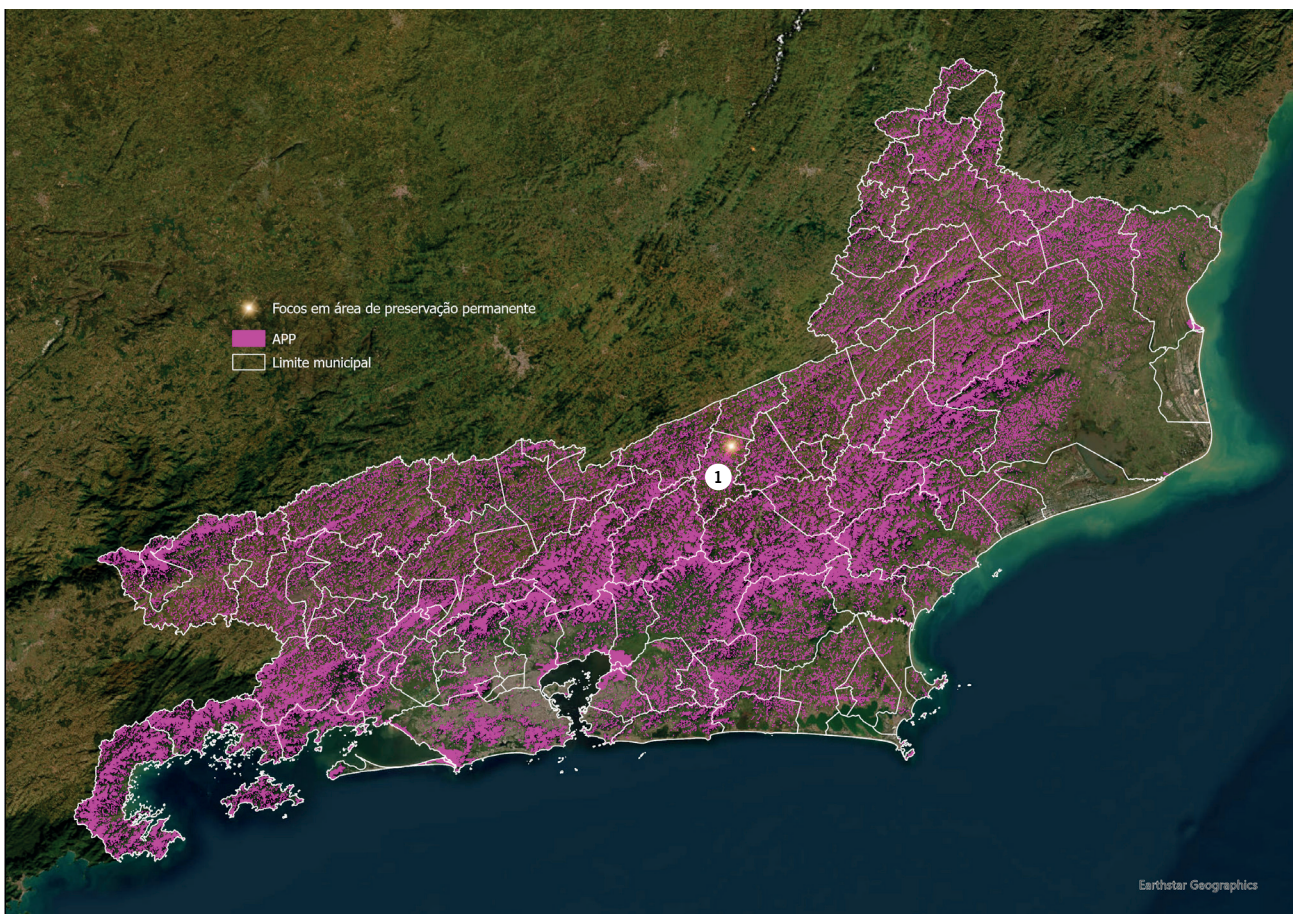 Focos em área de preservação permanente
APP
Limite municipal
1
Earthstar Geographics